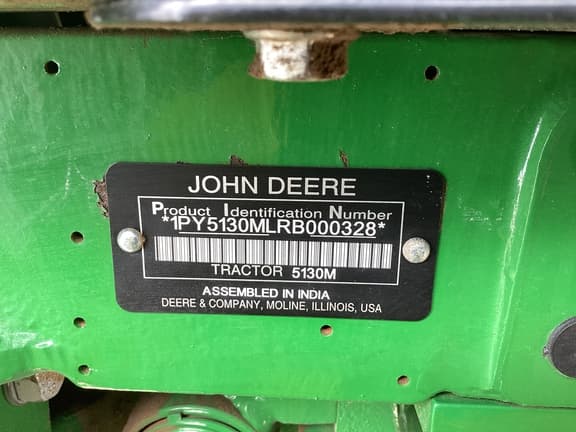 JOHN DEERE
Product Identification Number
*1PY5130MLRB000328*
TRACTOR 5130M
ASSEMBLED IN INDIA
DEERE & COMPANY, MOLINE, ILLINOIS, USA